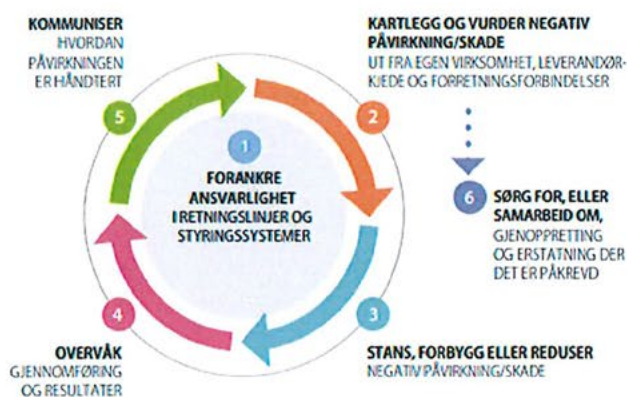 KOMMUNISER
HVORDAN
PÅVIRKNINGEN
ER HÅNDTERT
5
1
FORANKRE
ANSVARLIGHET
I RETNINGSLINJER OG
STYRINGSSYSTEMER
KARTLEGG OG VURDER NEGATIV
PÅVIRKNING/SKADE
UT FRA EGEN VIRKSOMHET, LEVERANDØR-
KJEDE OG FORRETNINGSFORBINDELSER
2
6
SØRG FOR, ELLER
SAMARBEID OM,
GJENOPPRETTING
OG ERSTATNING DER
DET ER PÅKREVD
3
STANS, FORBYGG ELLER REDUSER
NEGATIV PÅVIRKNING/SKADE
4
OVERVÅK
GJENNOMFØRING
OG RESULTATER